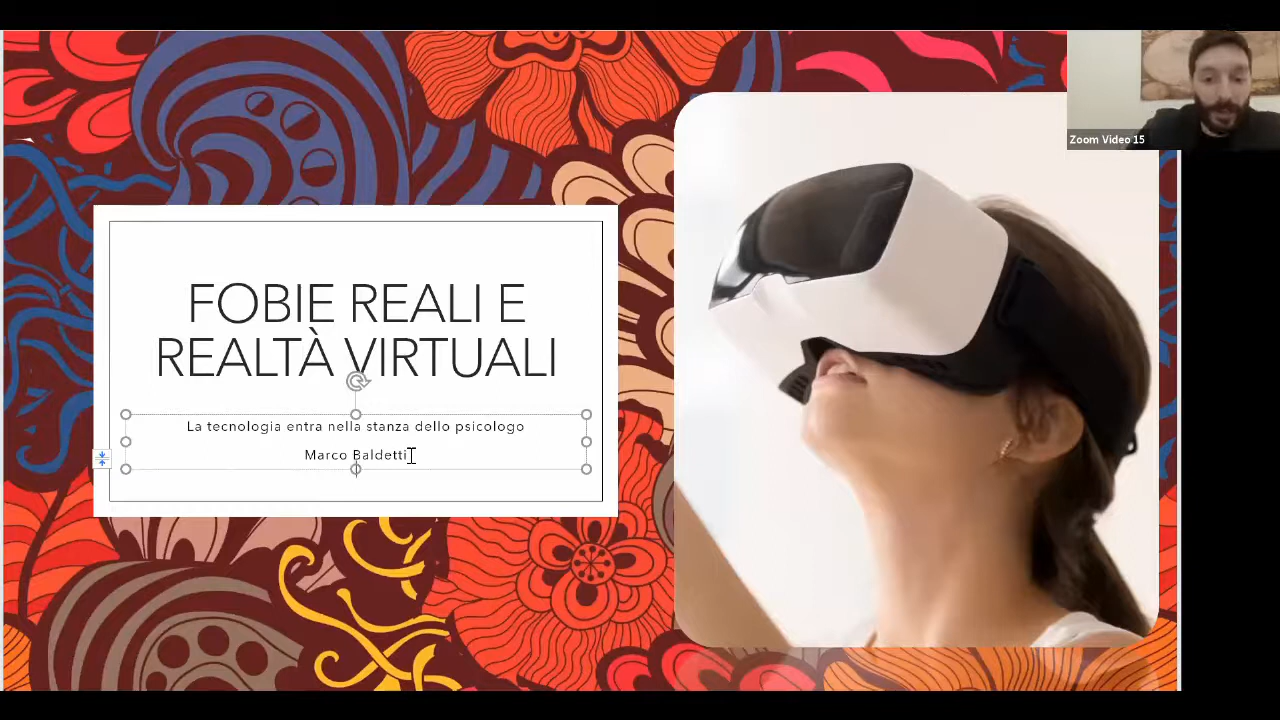 Zoom Video 15
FOBIE REALI E
REALTÀ VIRTUALI
La tecnologia entra nella stanza dello psicologo
Marco Baldetti